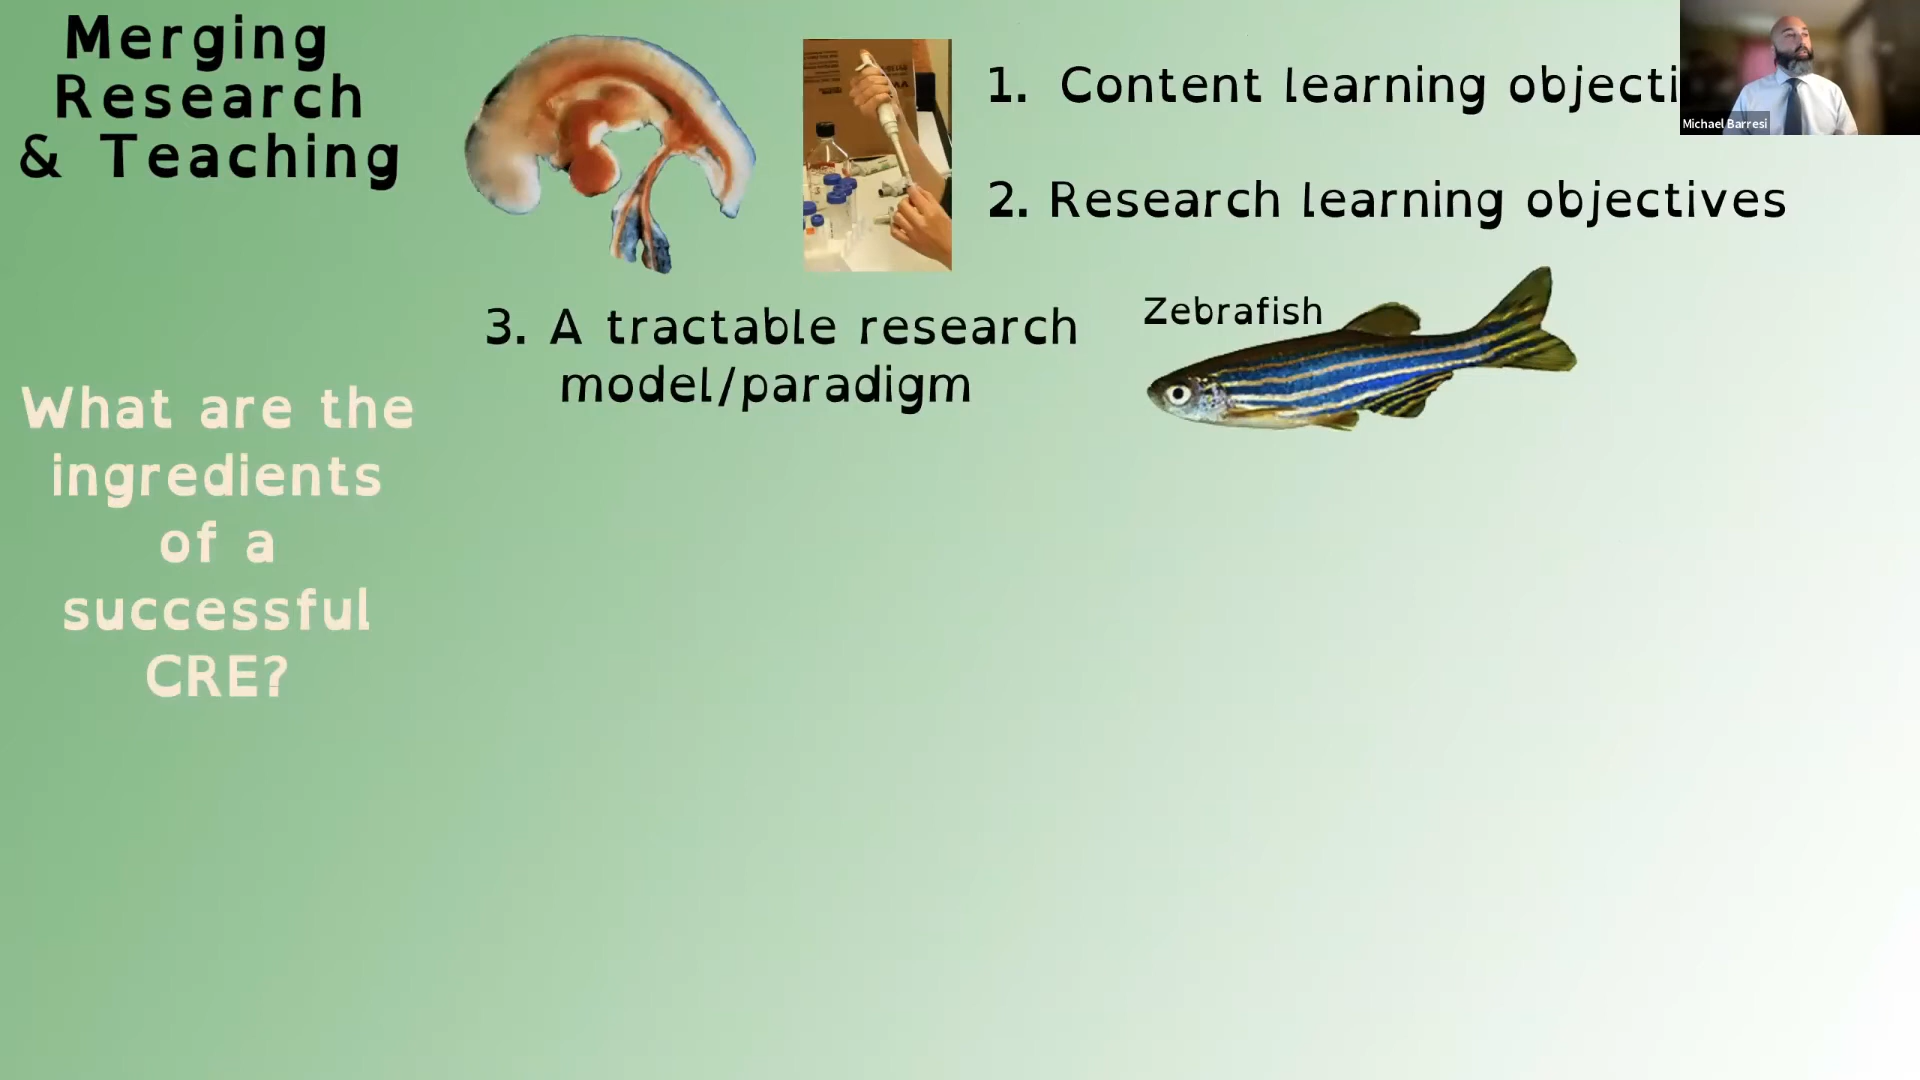 Merging
Research
& Teaching
What are the
ingredients
of a
successful
CRE?
1. Content learning objecti
2. Research learning objectives
3. A tractable research
model/paradigm
Zebrafish
Michael Barresi